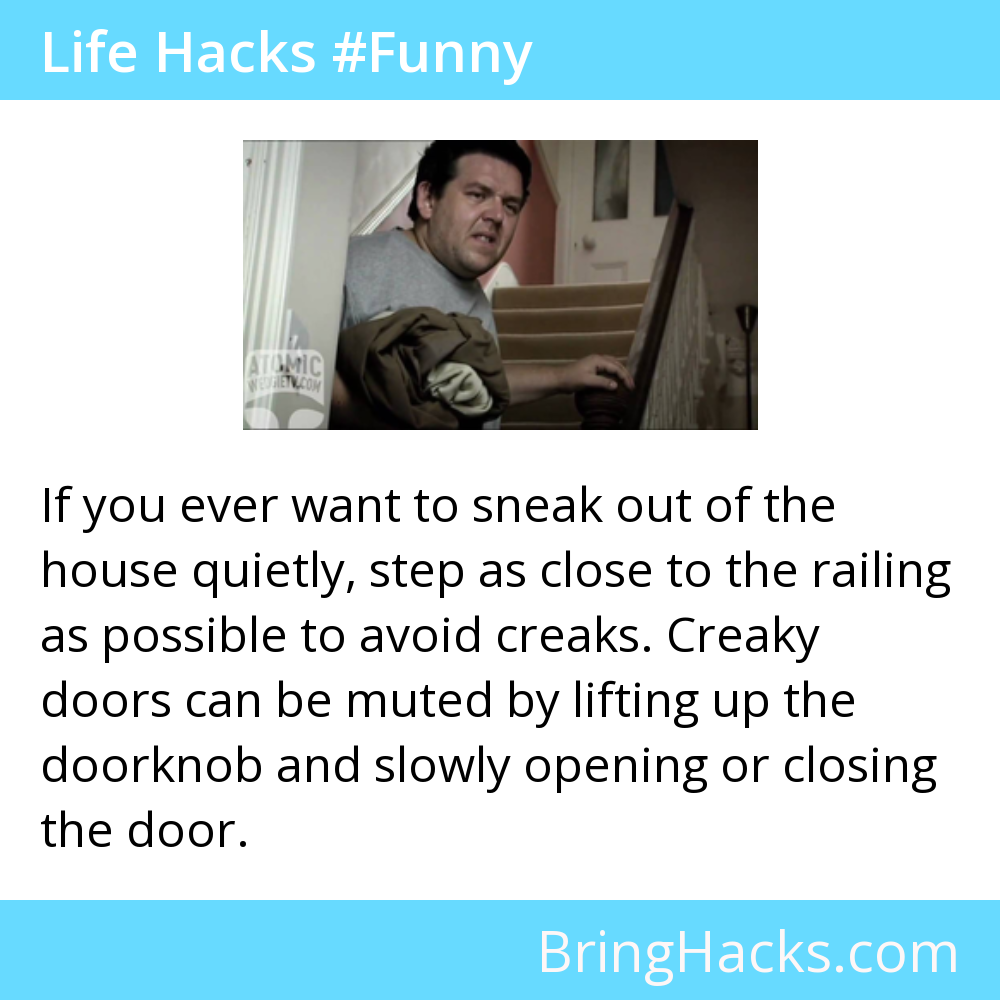 Life Hacks #Funny
ATOMIC
WEDGIETV.COM
If you ever want to sneak out of the
house quietly, step as close to the railing
as possible to avoid creaks. Creaky
doors can be muted by lifting up the
doorknob and slowly opening or closing
the door.
BringHacks.com